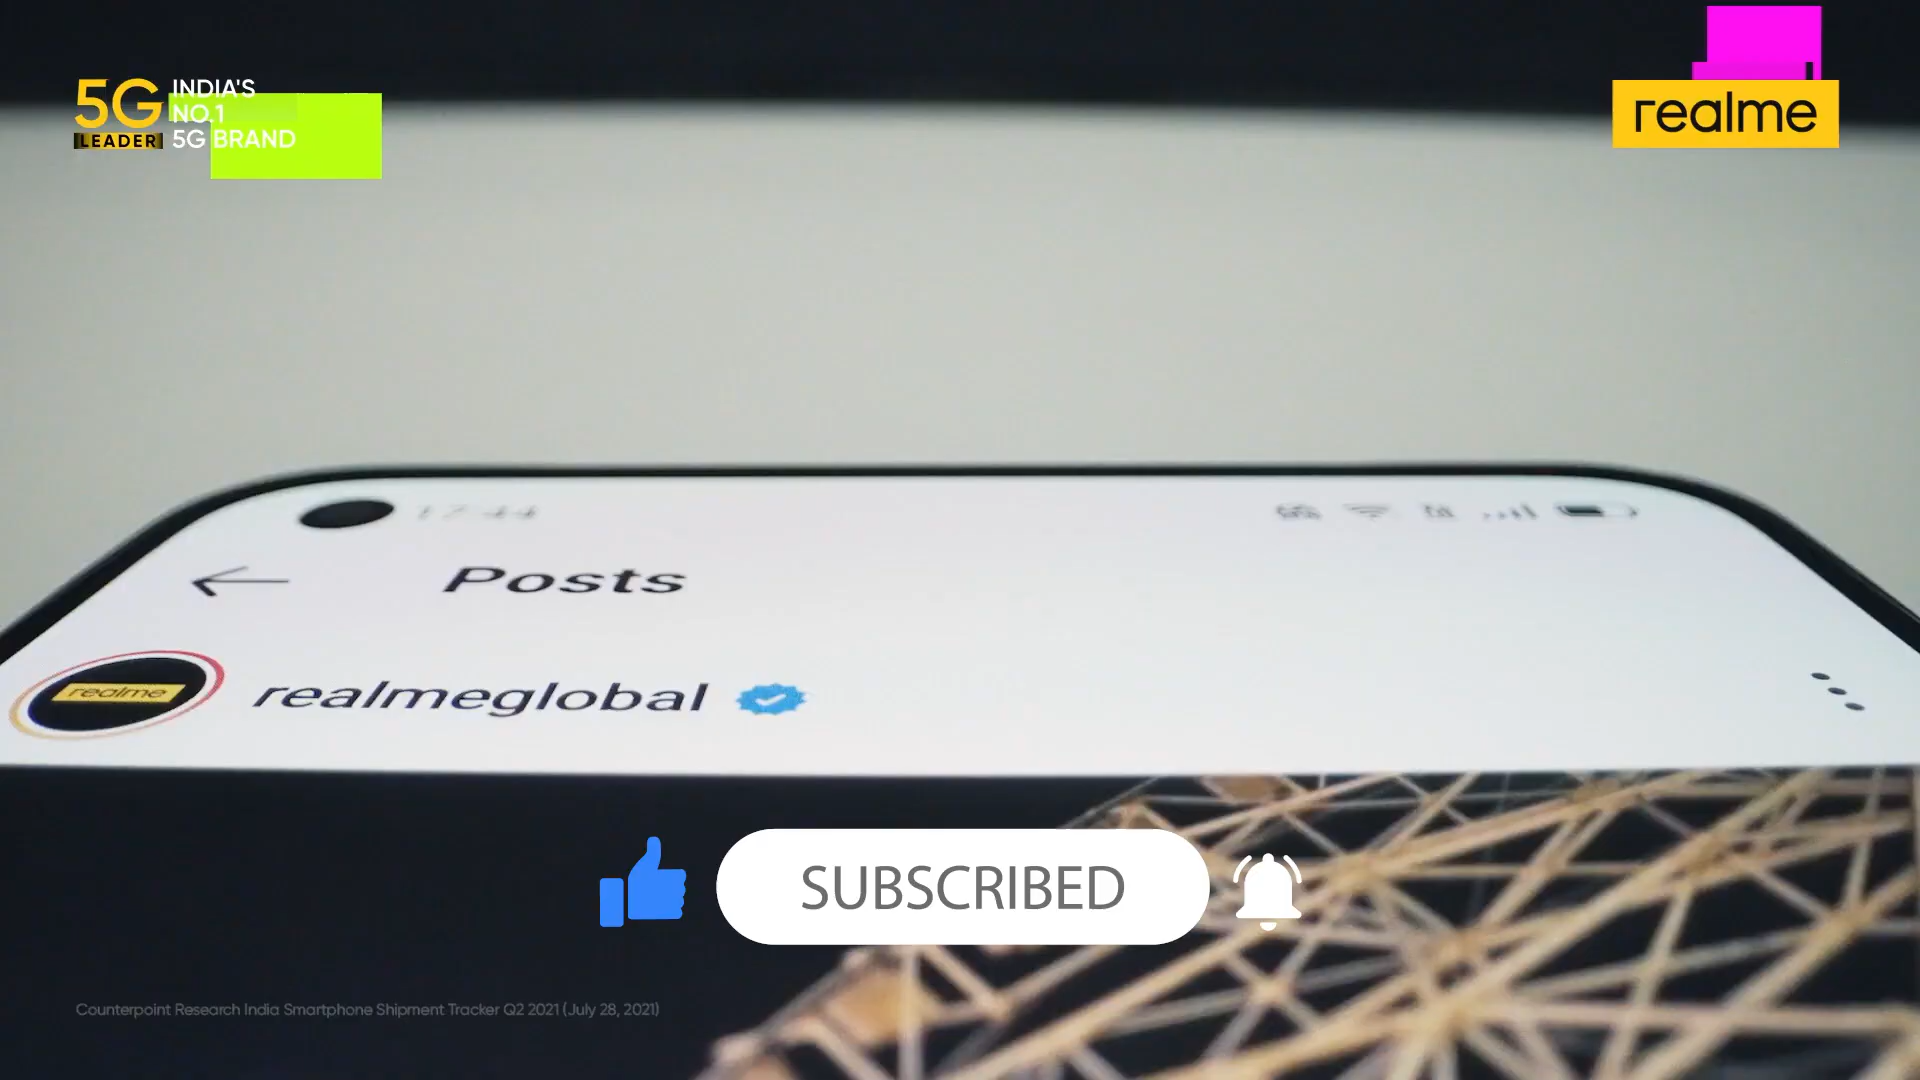 5G
LEADER
INDIA'S
NO.1
5G BRAND
realme
Posts
realme
realmeglobal
SUBSCRIBED
Counterpoint Research India Smartphone Shipment Tracker Q2 2021 (July 28, 2021)